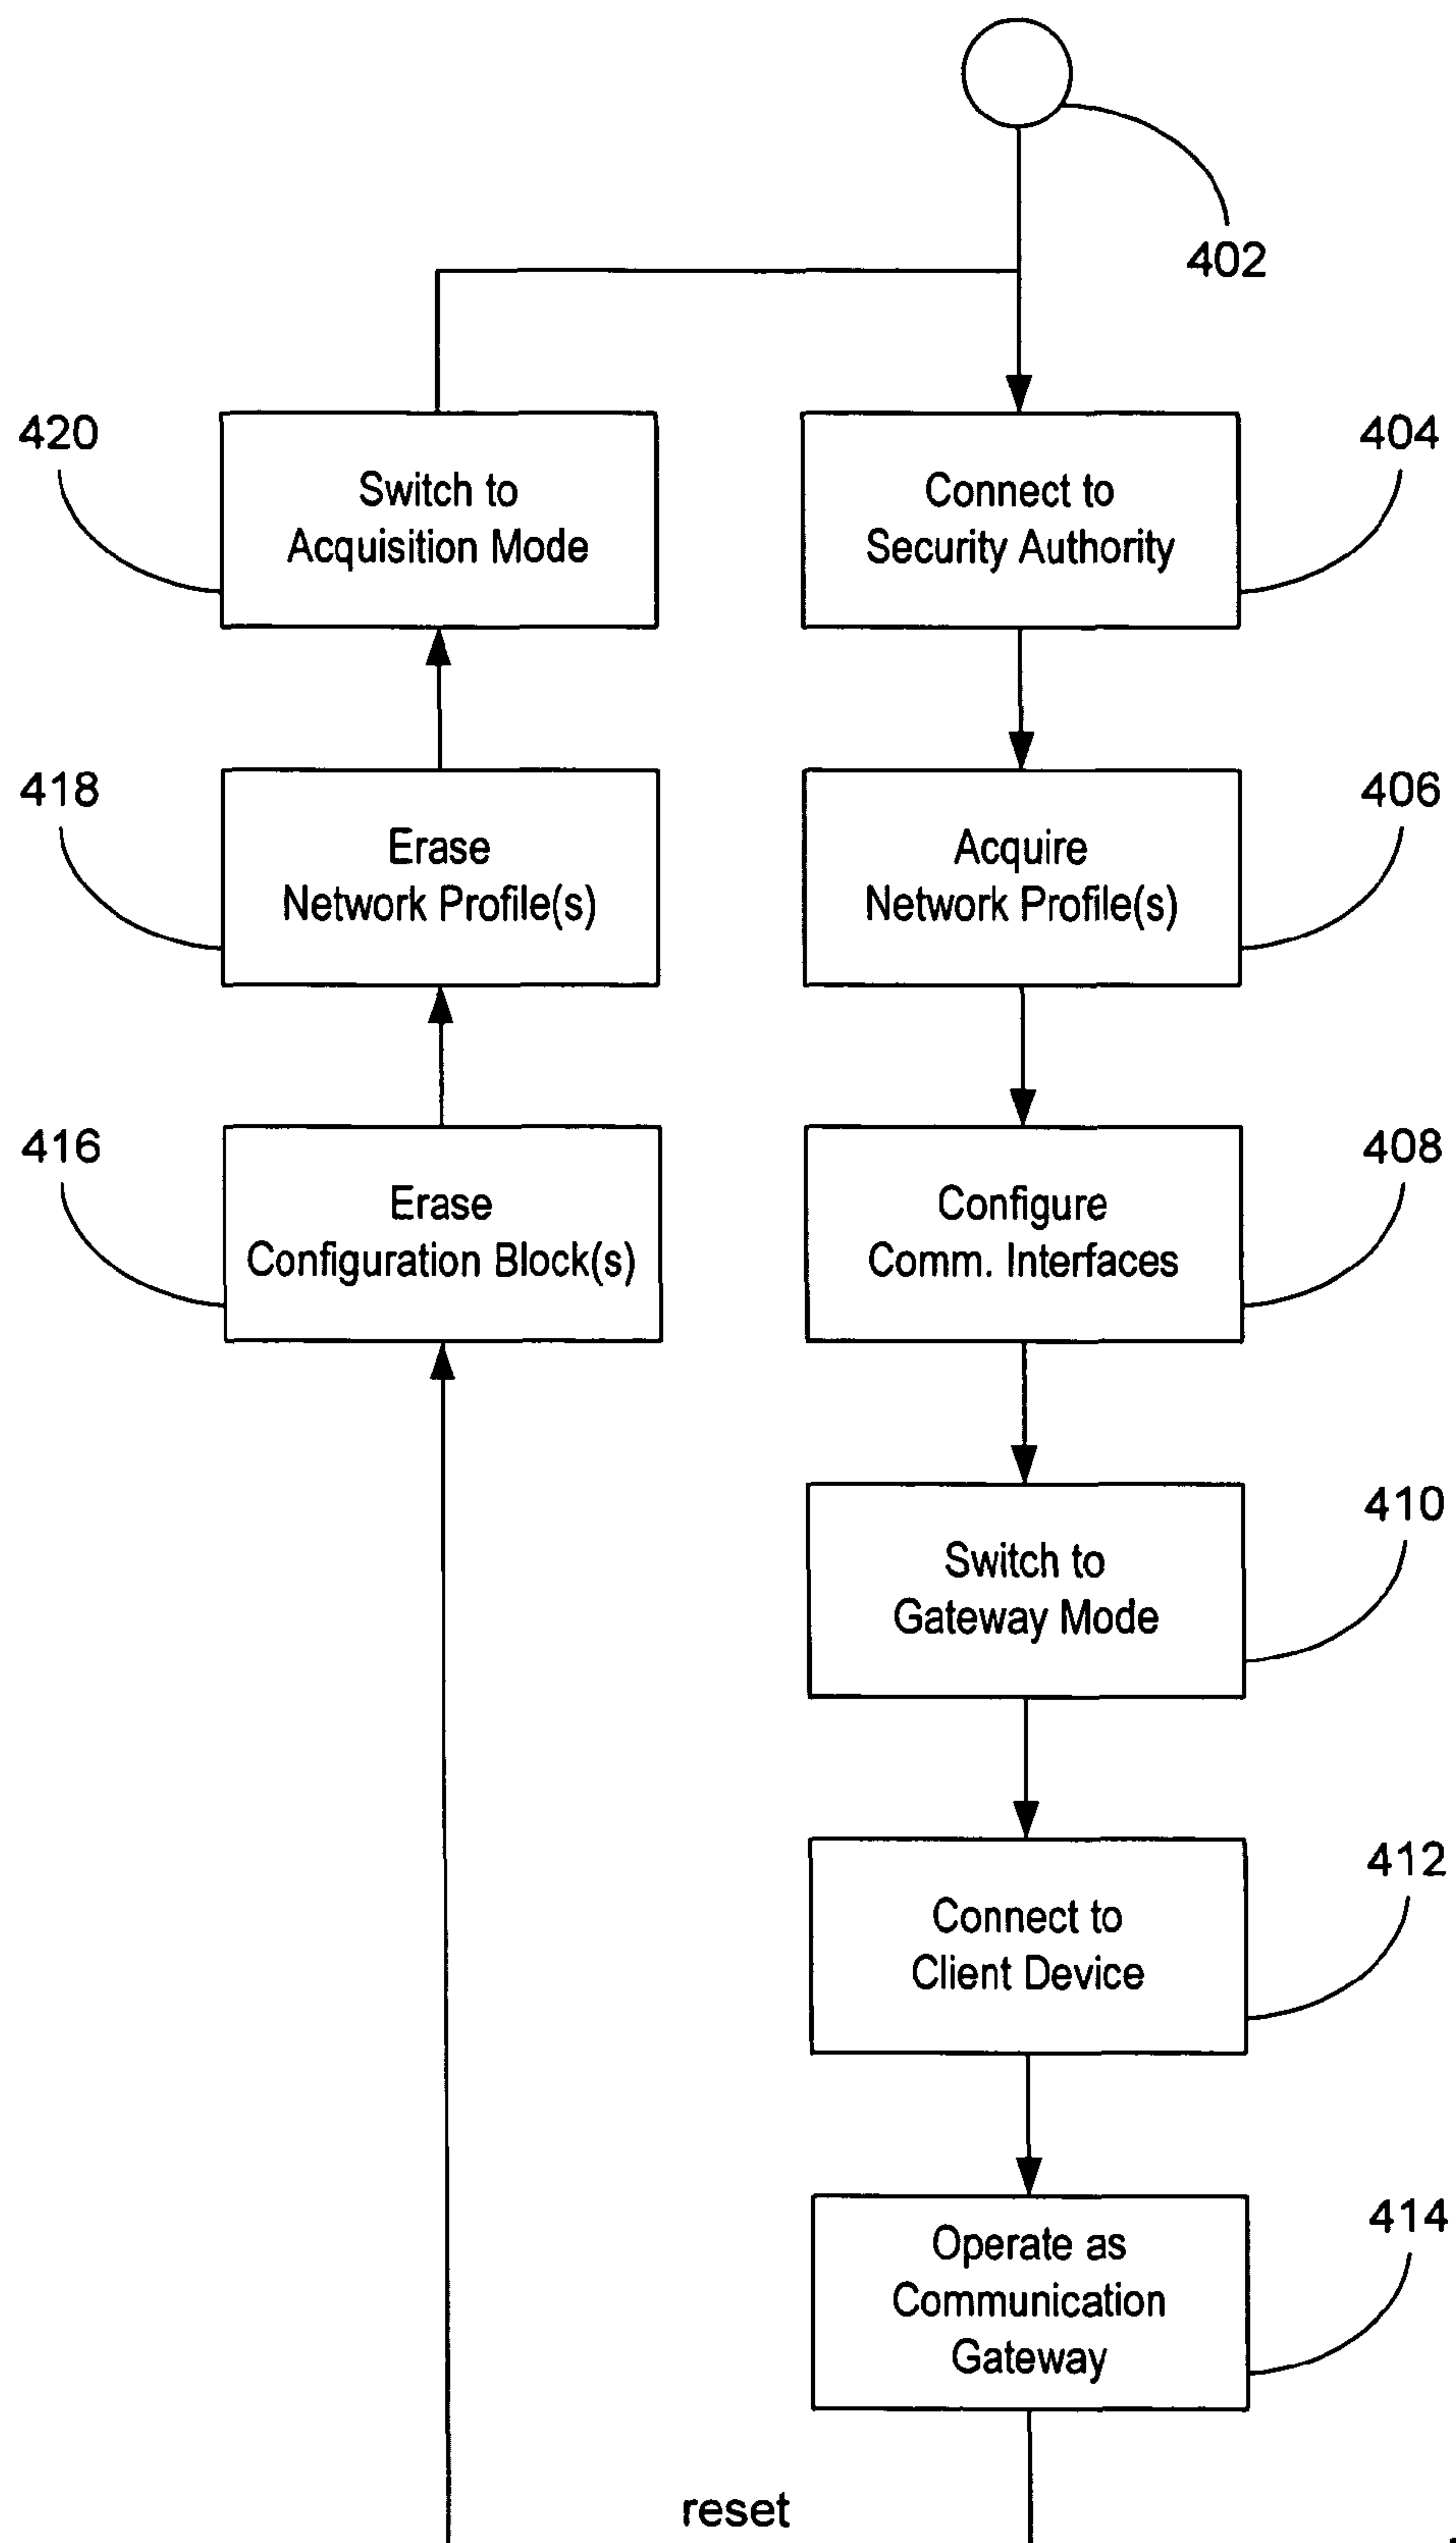 402
420
Switch to
Acquisition Mode
Connect to
Security Authority
404
418
Erase
Network Profile(s)
Acquire
Network Profile(s)
406
416
Erase
Configuration Block(s)
Configure
Comm. Interfaces
408
Switch to
Gateway Mode
410
Connect to
Client Device
412
Operate as
Communication
Gateway
414
reset